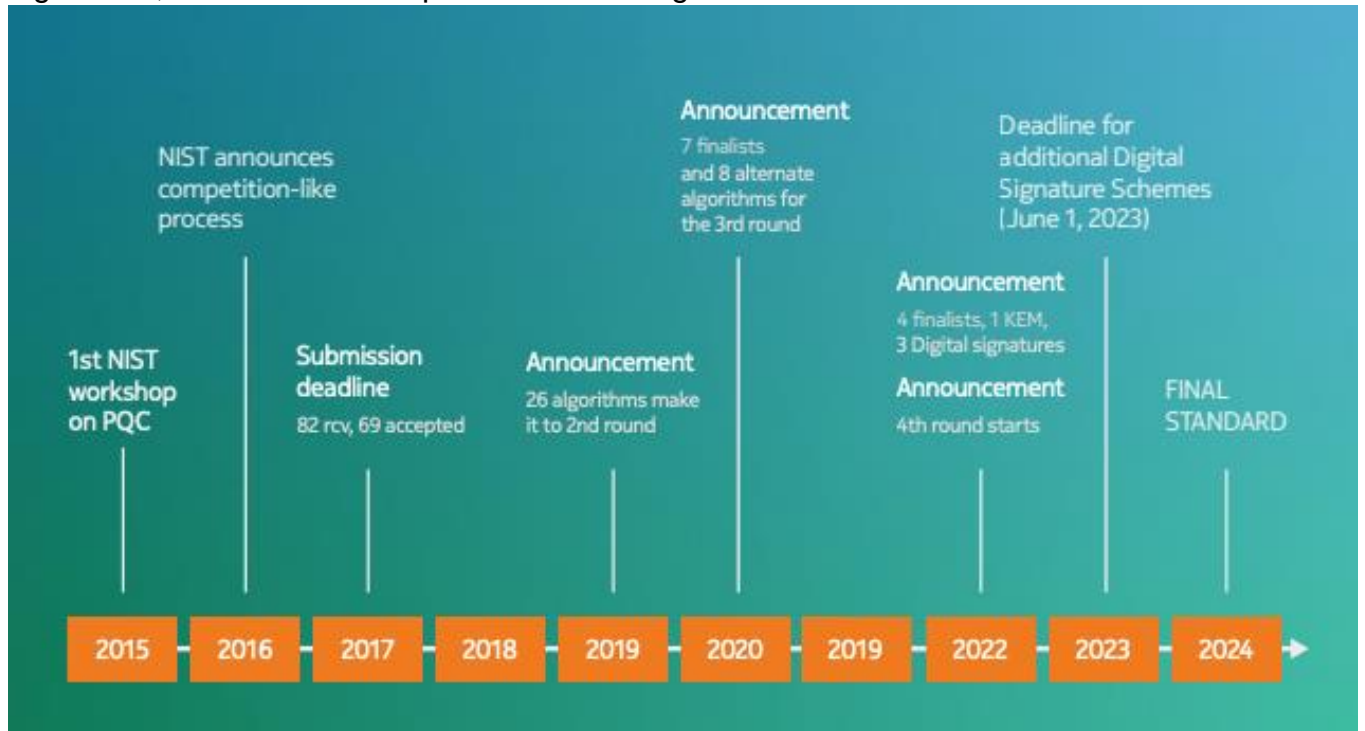 1st NIST
workshop
on PQC
NIST announces
competition-like
process
Submission
deadline
82 rcv, 69 accepted
Announcement
26 algorithms make
it to 2nd round
Announcement
7 finalists
and 8 alternate
algorithms for
the 3rd round
Announcement
4 finalists, 1 KEM,
3 Digital signatures
Announcement
4th round starts
Deadline for
additional Digital
Signature Schemes
(June 1, 2023)
FINAL
STANDARD
2015 2016 2017 2018 2019 2020 2019 2022 2023 2024